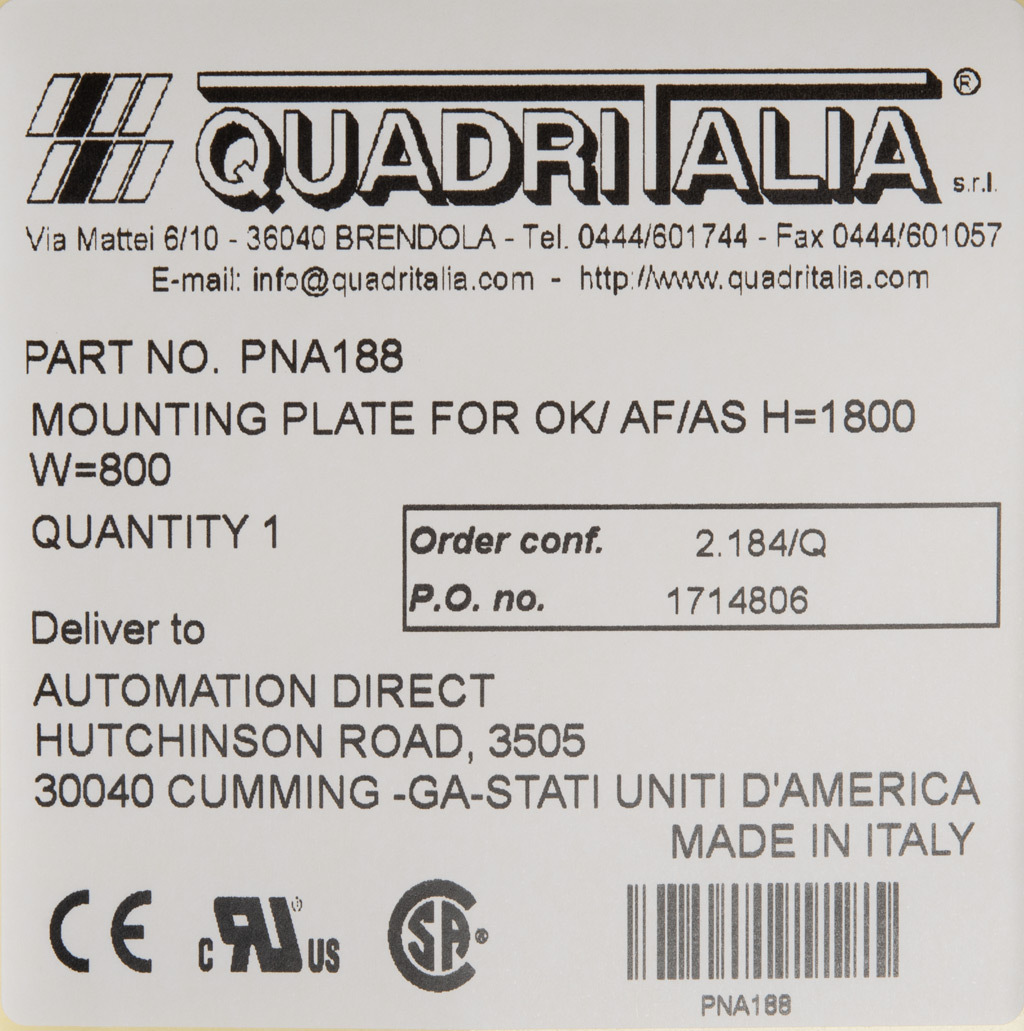 QUADRITALIA ®
s.r.l.
Via Mattei 6/10 - 36040 BRENDOLA - Tel. 0444/601744 - Fax 0444/601057
E-mail: info@quadritalia.com - http://www.quadritalia.com
PART NO. PNA188
MOUNTING PLATE FOR OK/ AF/AS H=1800
W=800
QUANTITY 1
Order conf. 2.184/Q
P.O. no. 1714806
Deliver to
AUTOMATION DIRECT
HUTCHINSON ROAD, 3505
30040 CUMMING -GA-STATI UNITI D'AMERICA
MADE IN ITALY
CE c RU US CSA ®
PNA188